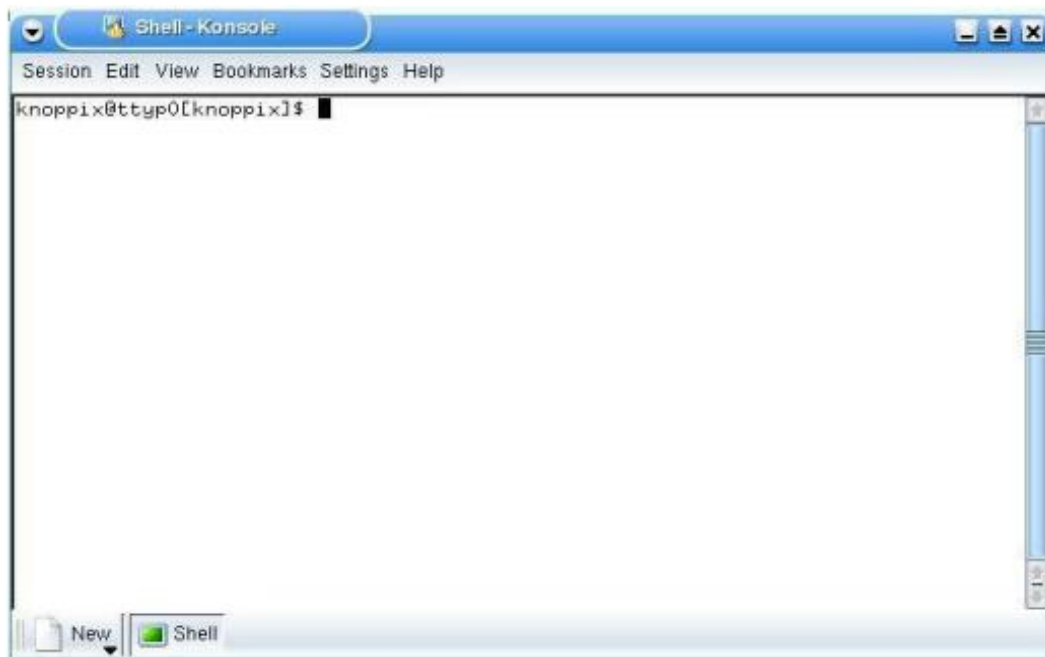 Shell - Konsole
Session Edit View Bookmarks Settings Help
knoppix@ttyp0[knoppix]$
New Shell